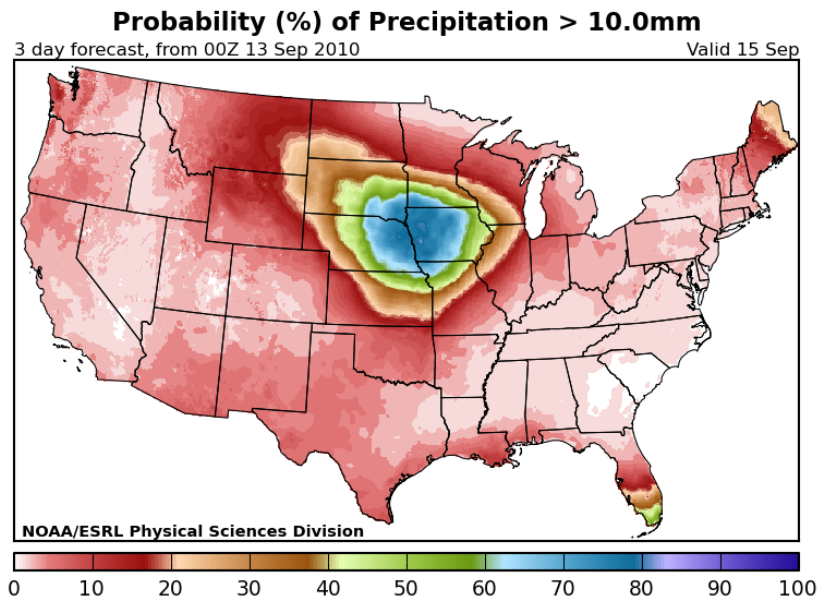 Probability (%) of Precipitation > 10.0mm
3 day forecast, from 00Z 13 Sep 2010 Valid 15 Sep
NOAA/ESRL Physical Sciences Division
0 10 20 30 40 50 60 70 80 90 100